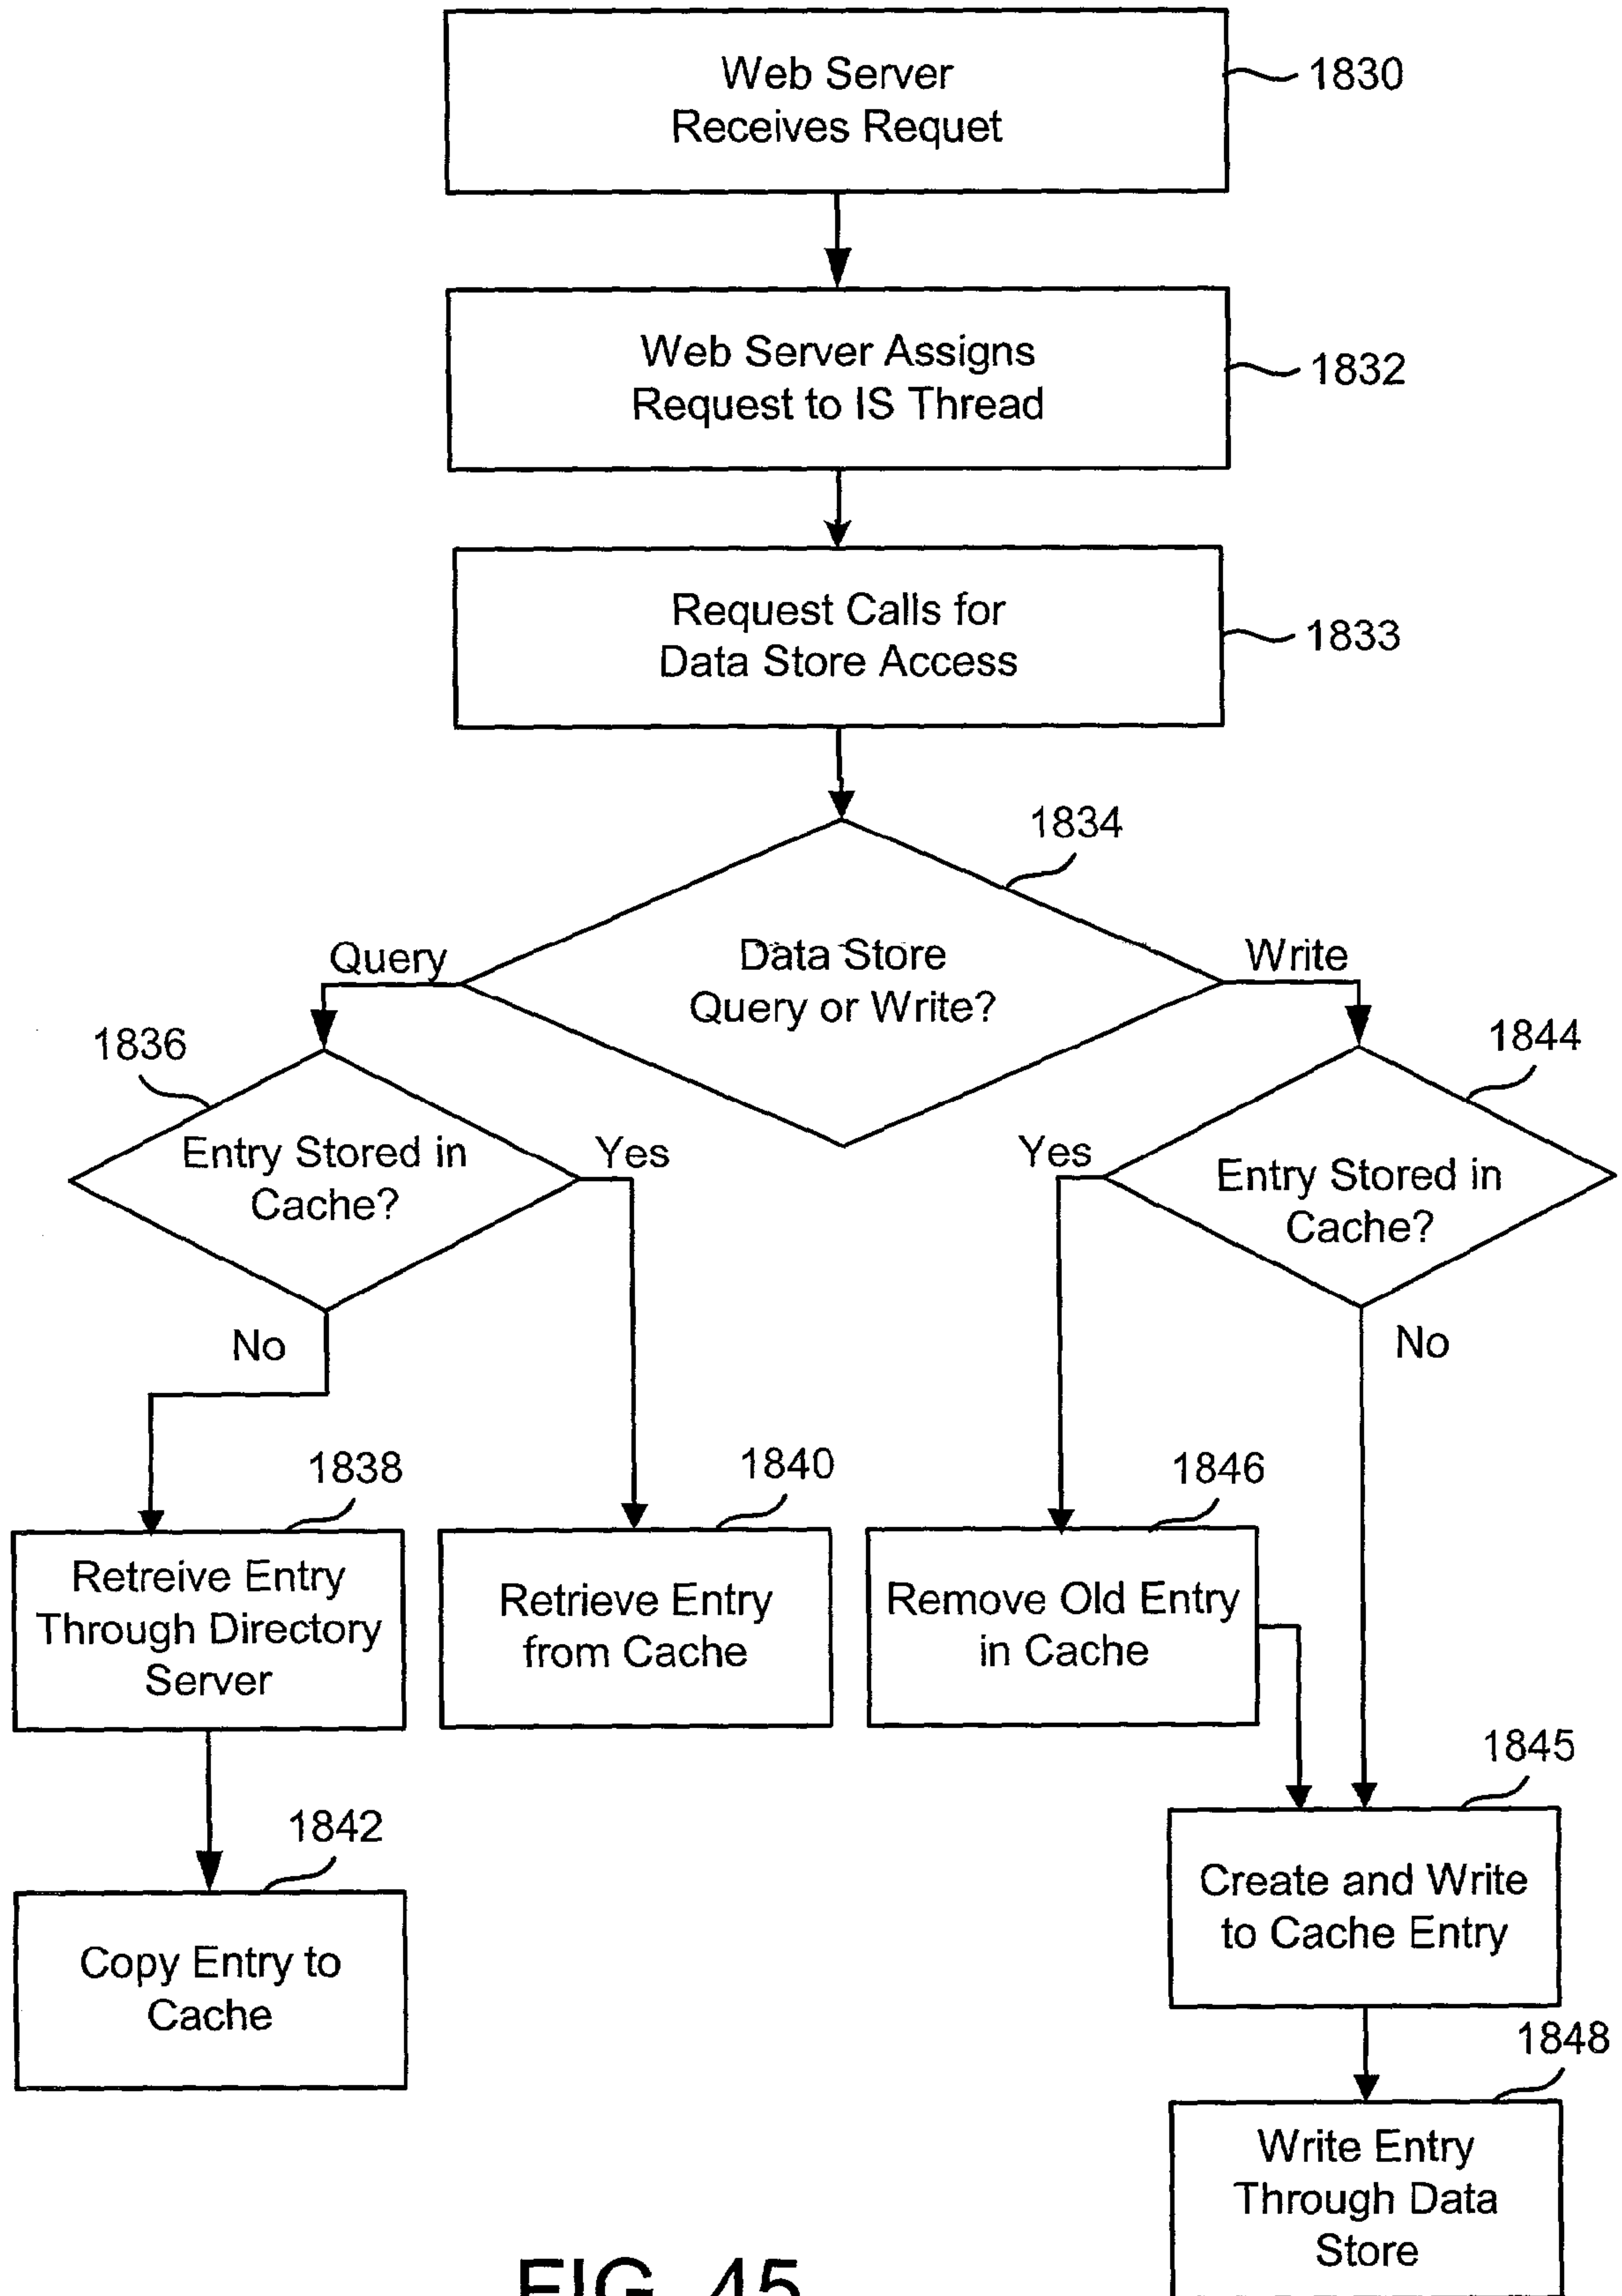 Web Server
Receives Requet
1830
Web Server Assigns
Request to IS Thread
1832
Request Calls for
Data Store Access
1833
1834
Data Store
Query or Write?
Query
Write
1836
Entry Stored in
Cache?
Yes
No
1844
Entry Stored in
Cache?
Yes
No
1838
Retreive Entry
Through Directory
Server
1840
Retrieve Entry
from Cache
1846
Remove Old Entry
in Cache
1842
Copy Entry to
Cache
1845
Create and Write
to Cache Entry
1848
Write Entry
Through Data
Store
FIG. 45